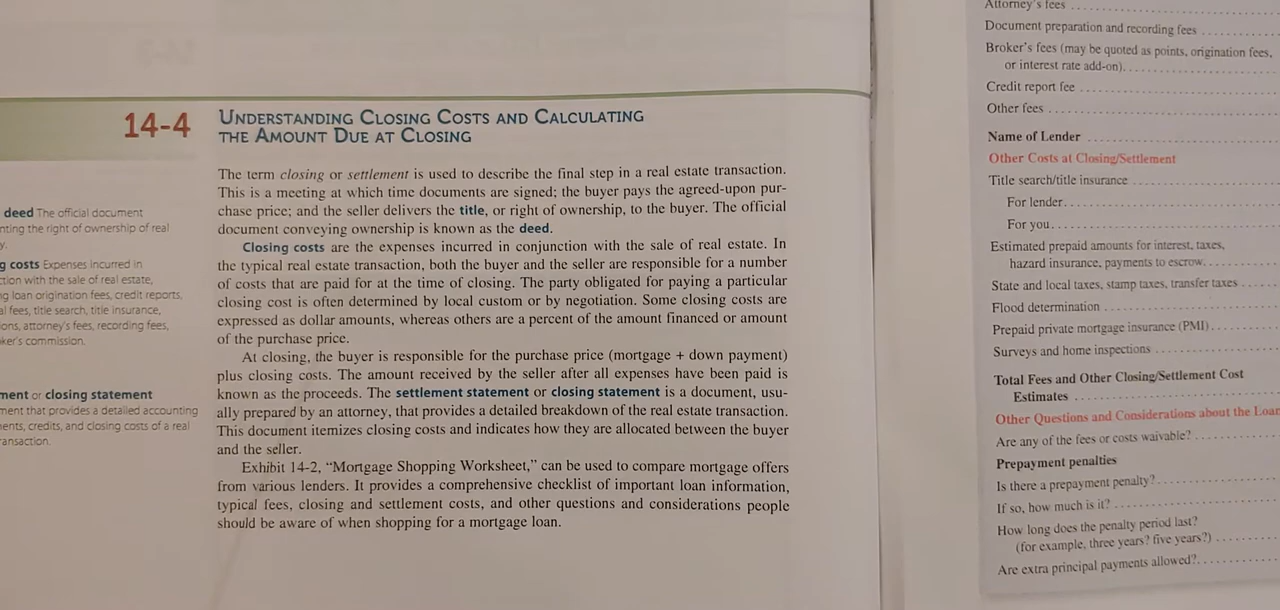 14-4
UNDERSTANDING CLOSING COSTS AND CALCULATING
THE AMOUNT DUE AT CLOSING
The term closing or settlement is used to describe the final step in a real estate transaction.
This is a meeting at which time documents are signed; the buyer pays the agreed-upon pur-
chase price; and the seller delivers the title, or right of ownership, to the buyer. The official
document conveying ownership is known as the deed.
Closing costs are the expenses incurred in conjunction with the sale of real estate. In
the typical real estate transaction, both the buyer and the seller are responsible for a number
of costs that are paid for at the time of closing. The party obligated for paying a particular
closing cost is often determined by local custom or by negotiation. Some closing costs are
expressed as dollar amounts, whereas others are a percent of the amount financed or amount
of the purchase price.
At closing, the buyer is responsible for the purchase price (mortgage + down payment)
plus closing costs. The amount received by the seller after all expenses have been paid is
known as the proceeds. The settlement statement or closing statement is a document, usu-
ally prepared by an attorney, that provides a detailed breakdown of the real estate transaction.
This document itemizes closing costs and indicates how they are allocated between the buyer
and the seller.
Exhibit 14-2, “Mortgage Shopping Worksheet,” can be used to compare mortgage offers
from various lenders. It provides a comprehensive checklist of important loan information,
typical fees, closing and settlement costs, and other questions and considerations people
should be aware of when shopping for a mortgage loan.
deed The official document
nting the right of ownership of real
y.
g costs Expenses incurred in
ction with the sale of real estate,
ng loan origination fees, credit reports,
al fees, title search, title insurance,
ions, attorney's fees, recording fees,
ker's commission.
ment or closing statement
ment that provides a detailed accounting
ents, credits, and closing costs of a real
ransaction.
Attorney's fees
Document preparation and recording fees
Broker's fees (may be quoted as points, origination fees,
or interest rate add-on)
Credit report fee
Other fees
Name of Lender
Other Costs at Closing/Settlement
Title search/title insurance
For lender
For you
Estimated prepaid amounts for interest, taxes,
hazard insurance, payments to escrow
State and local taxes, stamp taxes, transfer taxes
Flood determination
Prepaid private mortgage insurance (PMI)
Surveys and home inspections
Total Fees and Other Closing/Settlement Cost
Estimates
Other Questions and Considerations about the Loan
Are any of the fees or costs waivable?
Prepayment penalties
Is there a prepayment penalty?
If so, how much is it?
How long does the penalty period last?
(for example, three years? five years?)
Are extra principal payments allowed?